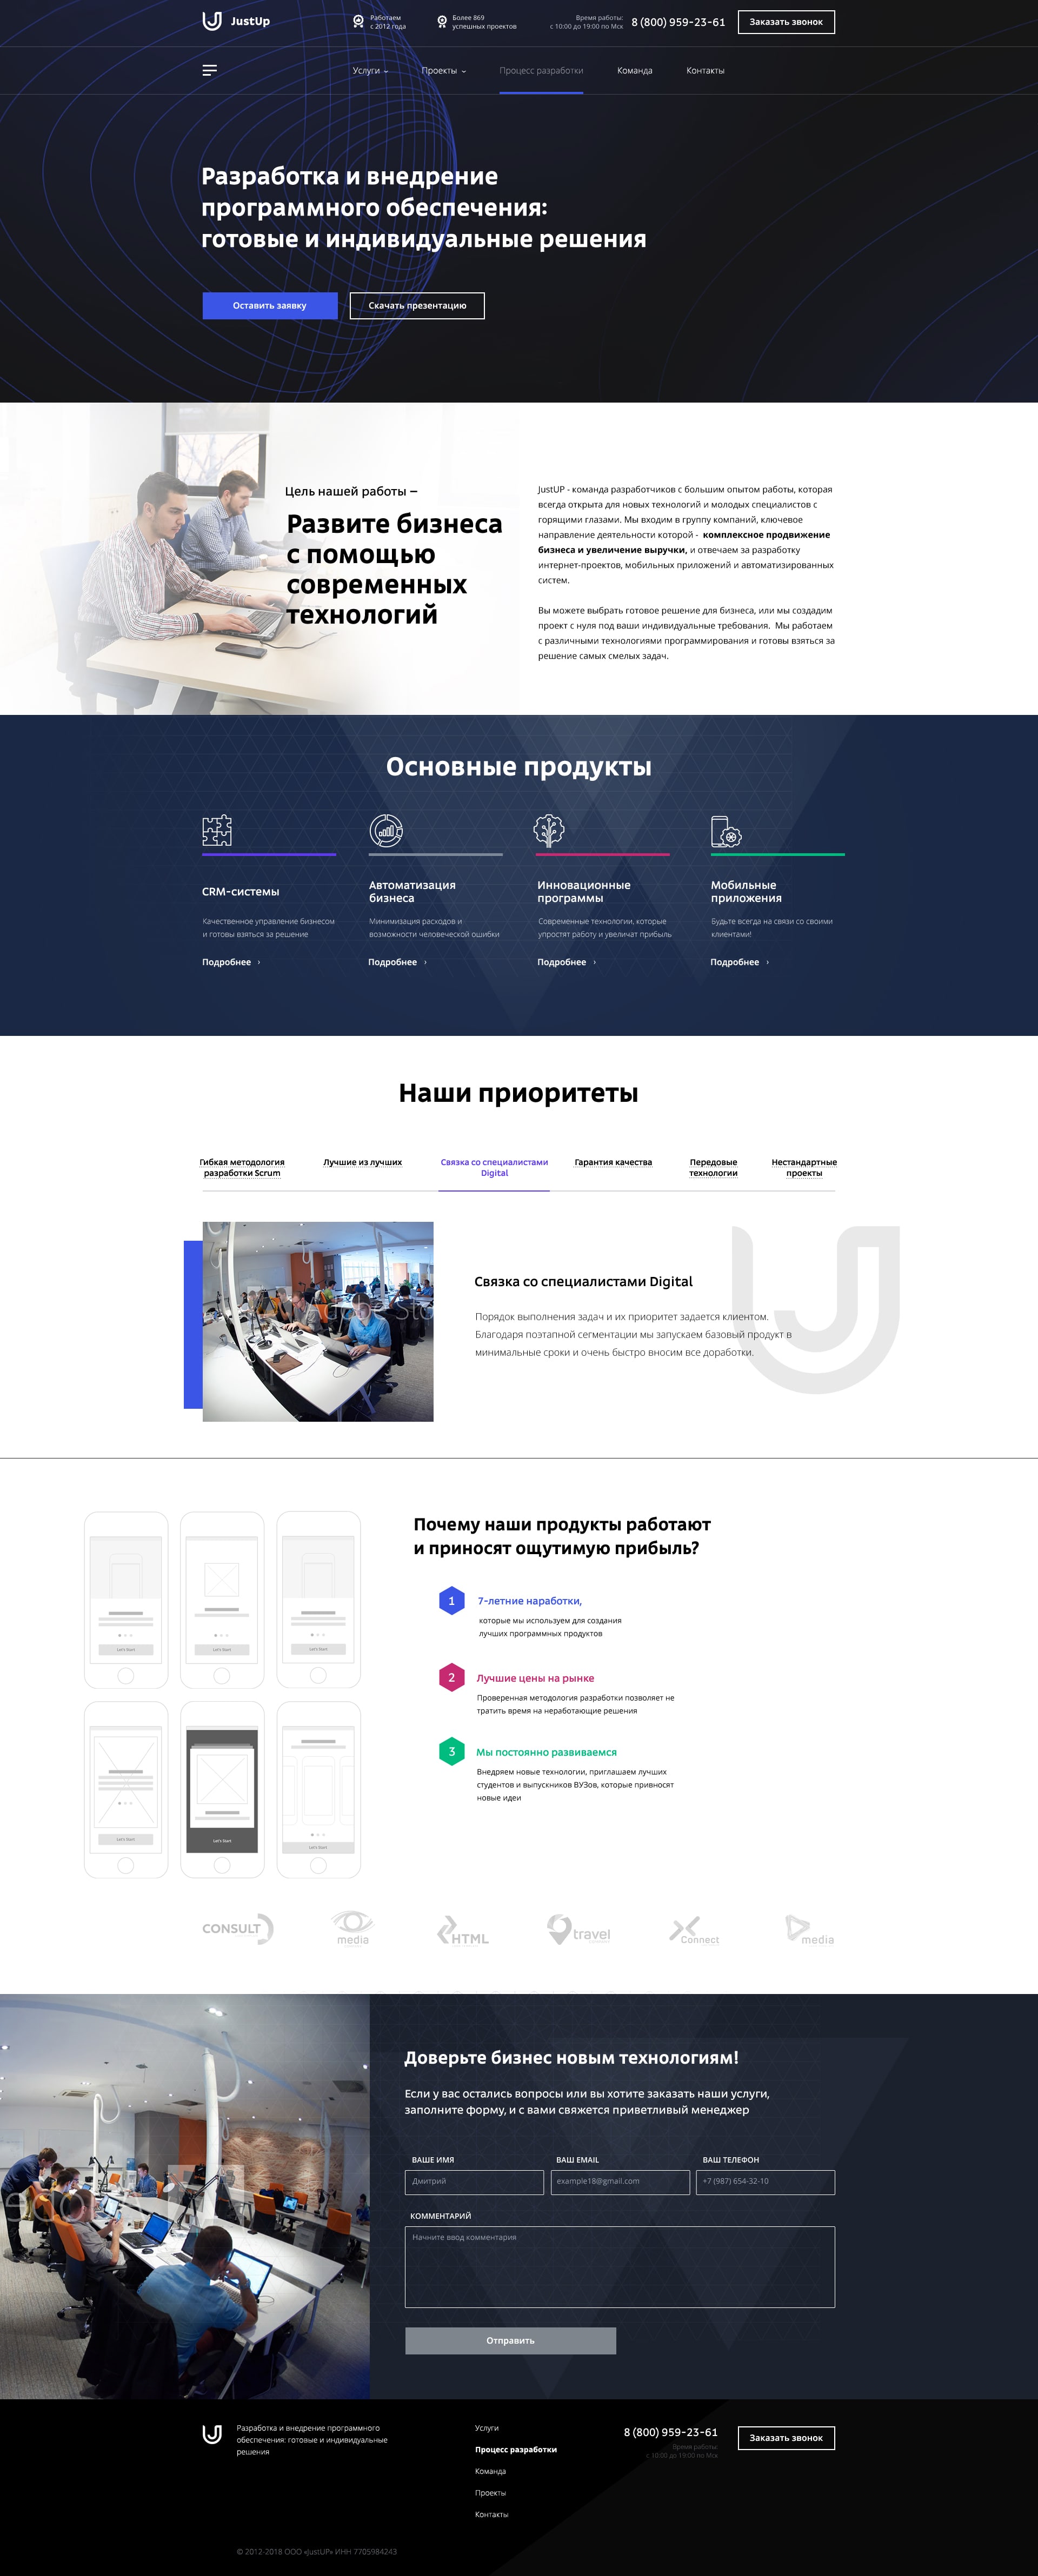 JustUp
Работаем
с 2012 года
Более 869
успешных проектов
Время работы:
с 10:00 до 19:00 по Мск
8 (800) 959-23-61
Заказать звонок
Услуги
Проекты
Процесс разработки
Команда
Контакты
Разработка и внедрение
программного обеспечения:
готовые и индивидуальные решения
Оставить заявку
Скачать презентацию
Цель нашей работы –
Развите бизнеса
с помощью
современных
технологий
JustUP - команда разработчиков с большим опытом работы, которая
всегда открыта для новых технологий и молодых специалистов с
горящими глазами. Мы входим в группу компаний, ключевое
направление деятельности которой - комплексное продвижение
бизнеса и увеличение выручки, и отвечаем за разработку
интернет-проектов, мобильных приложений и автоматизированных
систем.
Вы можете выбрать готовое решение для бизнеса, или мы создадим
проект с нуля под ваши индивидуальные требования. Мы работаем
с различными технологиями программирования и готовы взяться за
решение самых смелых задач.
Основные продукты
CRM-системы
Качественное управление бизнесом
и готовы взяться за решение
Подробнее
Автоматизация
бизнеса
Минимизация расходов и
возможности человеческой ошибки
Подробнее
Инновационные
программы
Современные технологии, которые
упростят работу и увеличат прибыль
Подробнее
Мобильные
приложения
Будьте всегда на связи со своими
клиентами!
Подробнее
Наши приоритеты
Гибкая методология
разработки Scrum
Лучшие из лучших
Связка со специалистами
Digital
Гарантия качества
Передовые
технологии
Нестандартные
проекты
Adobe Sto
Связка со специалистами Digital
Порядок выполнения задач и их приоритет задается клиентом.
Благодаря поэтапной сегментации мы запускаем базовый продукт в
минимальные сроки и очень быстро вносим все доработки.
Let's Start
Let's Start
Let's Start
Let's Start
Let's Start
Let's Start
Почему наши продукты работают
и приносят ощутимую прибыль?
1
7-летние наработки,
которые мы используем для создания
лучших программных продуктов
2
Лучшие цены на рынке
Проверенная методология разработки позволяет не
тратить время на неработающие решения
3
Мы постоянно развиваемся
Внедряем новые технологии, приглашаем лучших
студентов и выпускников ВУЗов, которые привносят
новые идеи
CONSULT
media
HTML
travel
Connect
media
Доверьте бизнес новым технологиям!
Если у вас остались вопросы или вы хотите заказать наши услуги,
заполните форму, и с вами свяжется приветливый менеджер
ВАШЕ ИМЯ
ВАШ EMAIL
ВАШ ТЕЛЕФОН
Дмитрий
example18@gmail.com
+7 (987) 654-32-10
КОММЕНТАРИЙ
Начните ввод комментария
Отправить
Разработка и внедрение программного
обеспечения: готовые и индивидуальные
решения
Услуги
Процесс разработки
Команда
Проекты
Контакты
8 (800) 959-23-61
Время работы:
с 10:00 до 19:00 по Мск
Заказать звонок
© 2012-2018 ООО «JustUP» ИНН 7705984243